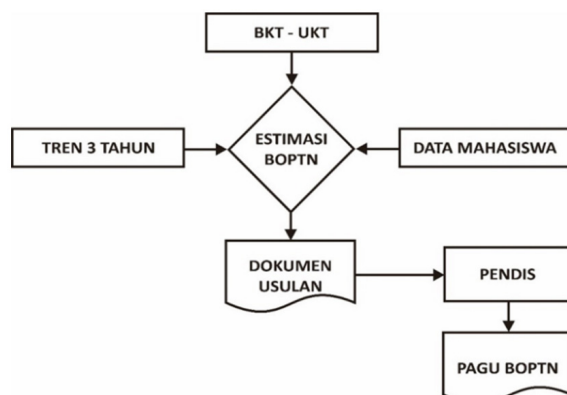 BKT - UKT
TREN 3 TAHUN
ESTIMASI
BOPTN
DATA MAHASISWA
DOKUMEN
USULAN
PENDIS
PAGU BOPTN